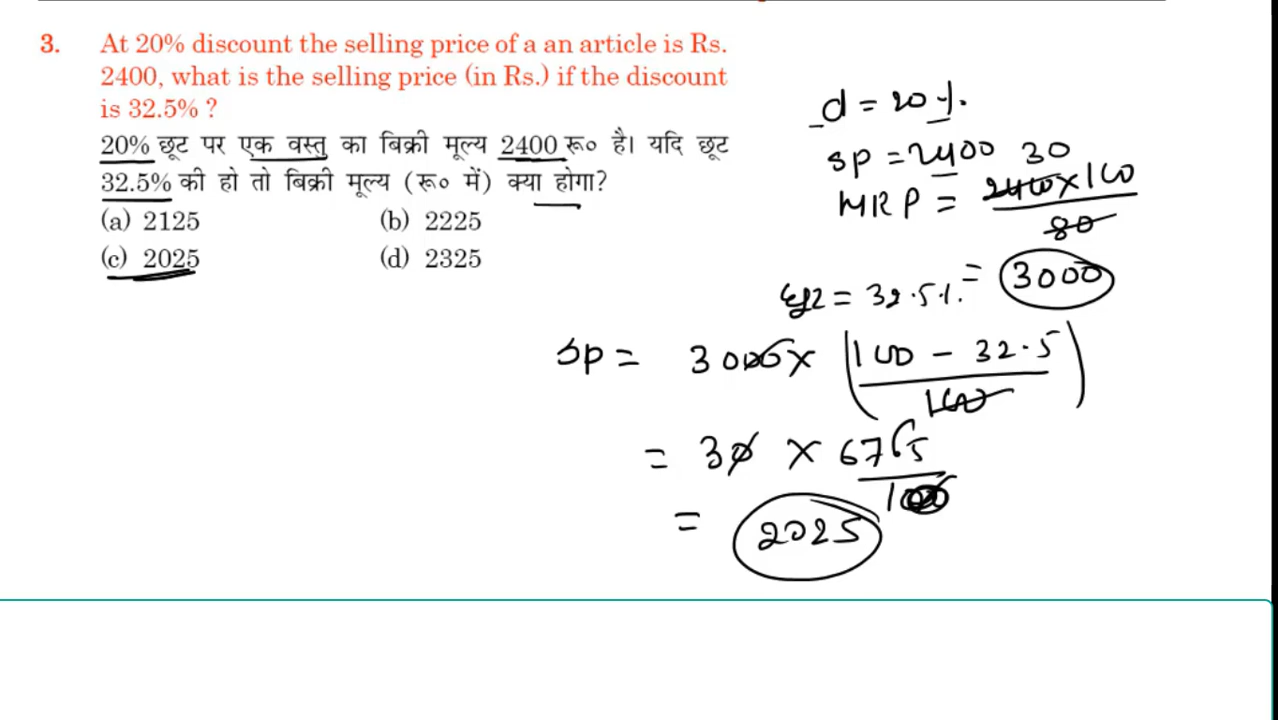 3. At 20% discount the selling price of a an article is Rs.
2400, what is the selling price (in Rs.) if the discount
is 32.5% ?
20% छूट पर एक वस्तु का बिक्री मूल्य 2400 रू० है। यदि छूट
32.5% की हो तो बिक्री मूल्य (रू० में) क्या होगा?
(a) 2125 (b) 2225
(c) 2025 (d) 2325
d = 20%.
SP = 2400
MRP = 2400 × 100 / 80
30
= 3000
= 32.5%.
SP = 3000 × (100 - 32.5 / 100)
= 30 × 675 / 10
= 2025